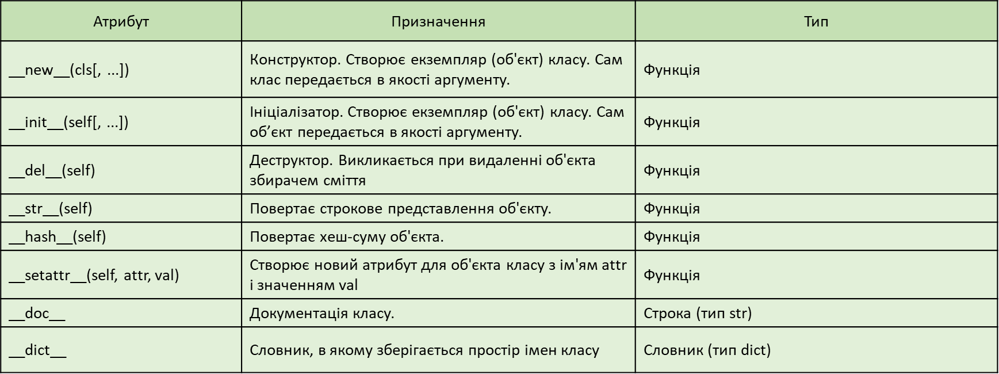 Атрибут
Призначення
Тип
__new__(cls[, ...])
Конструктор. Створює екземпляр (об'єкт) класу. Сам
клас передається в якості аргументу.
Функція
__init__(self[, ...])
Ініціалізатор. Створює екземпляр (об'єкт) класу. Сам
об’єкт передається в якості аргументу.
Функція
__del__(self)
Деструктор. Викликається при видаленні об'єкта
збирачем сміття
Функція
__str__(self)
Повертає строкове представлення об'єкту.
Функція
__hash__(self)
Повертає хеш-суму об'єкта.
Функція
__setattr__(self, attr, val)
Створює новий атрибут для об'єкта класу з ім'ям attr
і значенням val
Функція
__doc__
Документація класу.
Строка (тип str)
__dict__
Словник, в якому зберігається простір імен класу
Словник (тип dict)